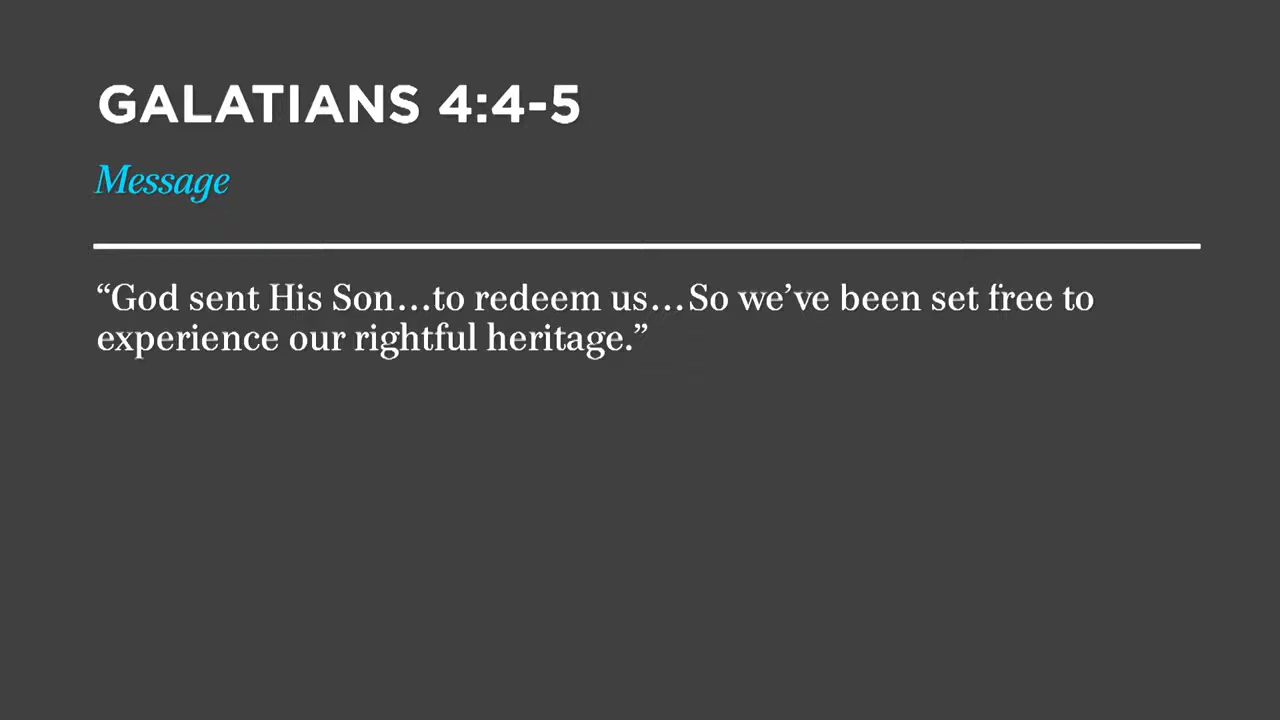 GALATIANS 4:4-5
Message
“God sent His Son…to redeem us…So we’ve been set free to
experience our rightful heritage.”